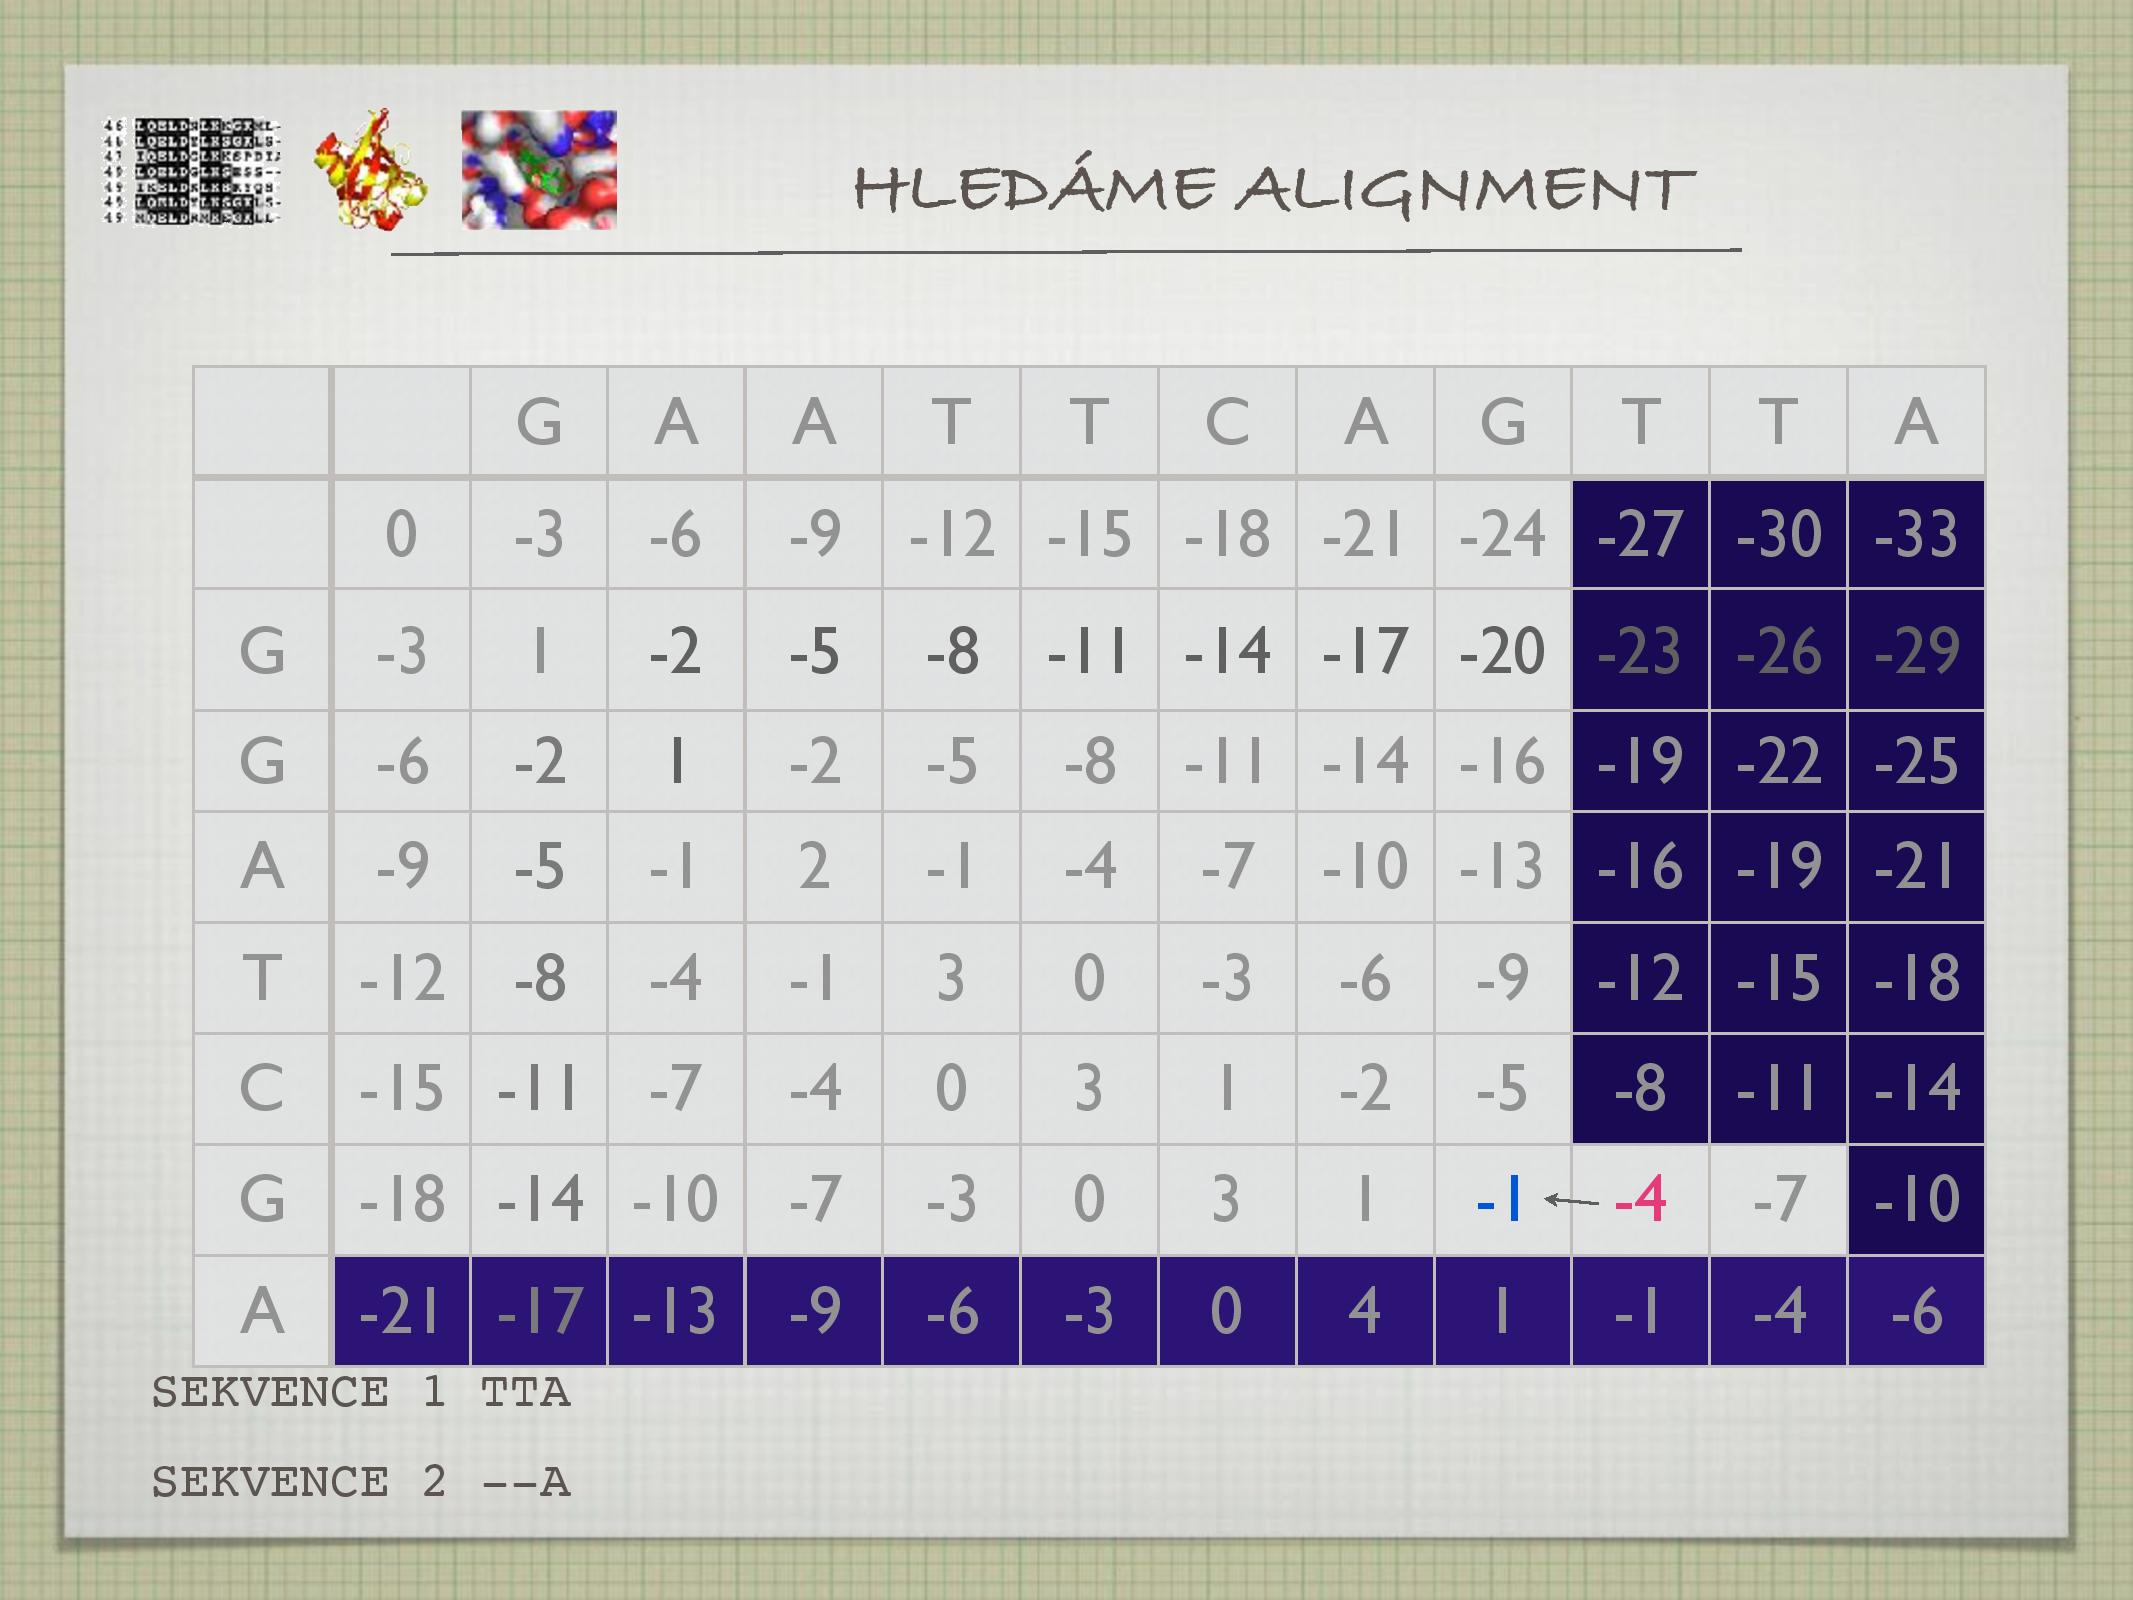 46 LQELD LKKGKML-
HLEDÁME ALIGNMENT
G A A T T C A G T T A
0 -3 -6 -9 -12 -15 -18 -21 -24 -27 -30 -33
G -3 1 -2 -5 -8 -11 -14 -17 -20 -23 -26 -29
G -6 -2 1 -2 -5 -8 -11 -14 -16 -19 -22 -25
A -9 -5 -1 2 -1 -4 -7 -10 -13 -16 -19 -21
T -12 -8 -4 -1 3 0 -3 -6 -9 -12 -15 -18
C -15 -11 -7 -4 0 3 1 -2 -5 -8 -11 -14
G -18 -14 -10 -7 -3 0 3 1 -1 -4 -7 -10
A -21 -17 -13 -9 -6 -3 0 4 1 -1 -4 -6
SEKVENCE 1 TTA
SEKVENCE 2 --A